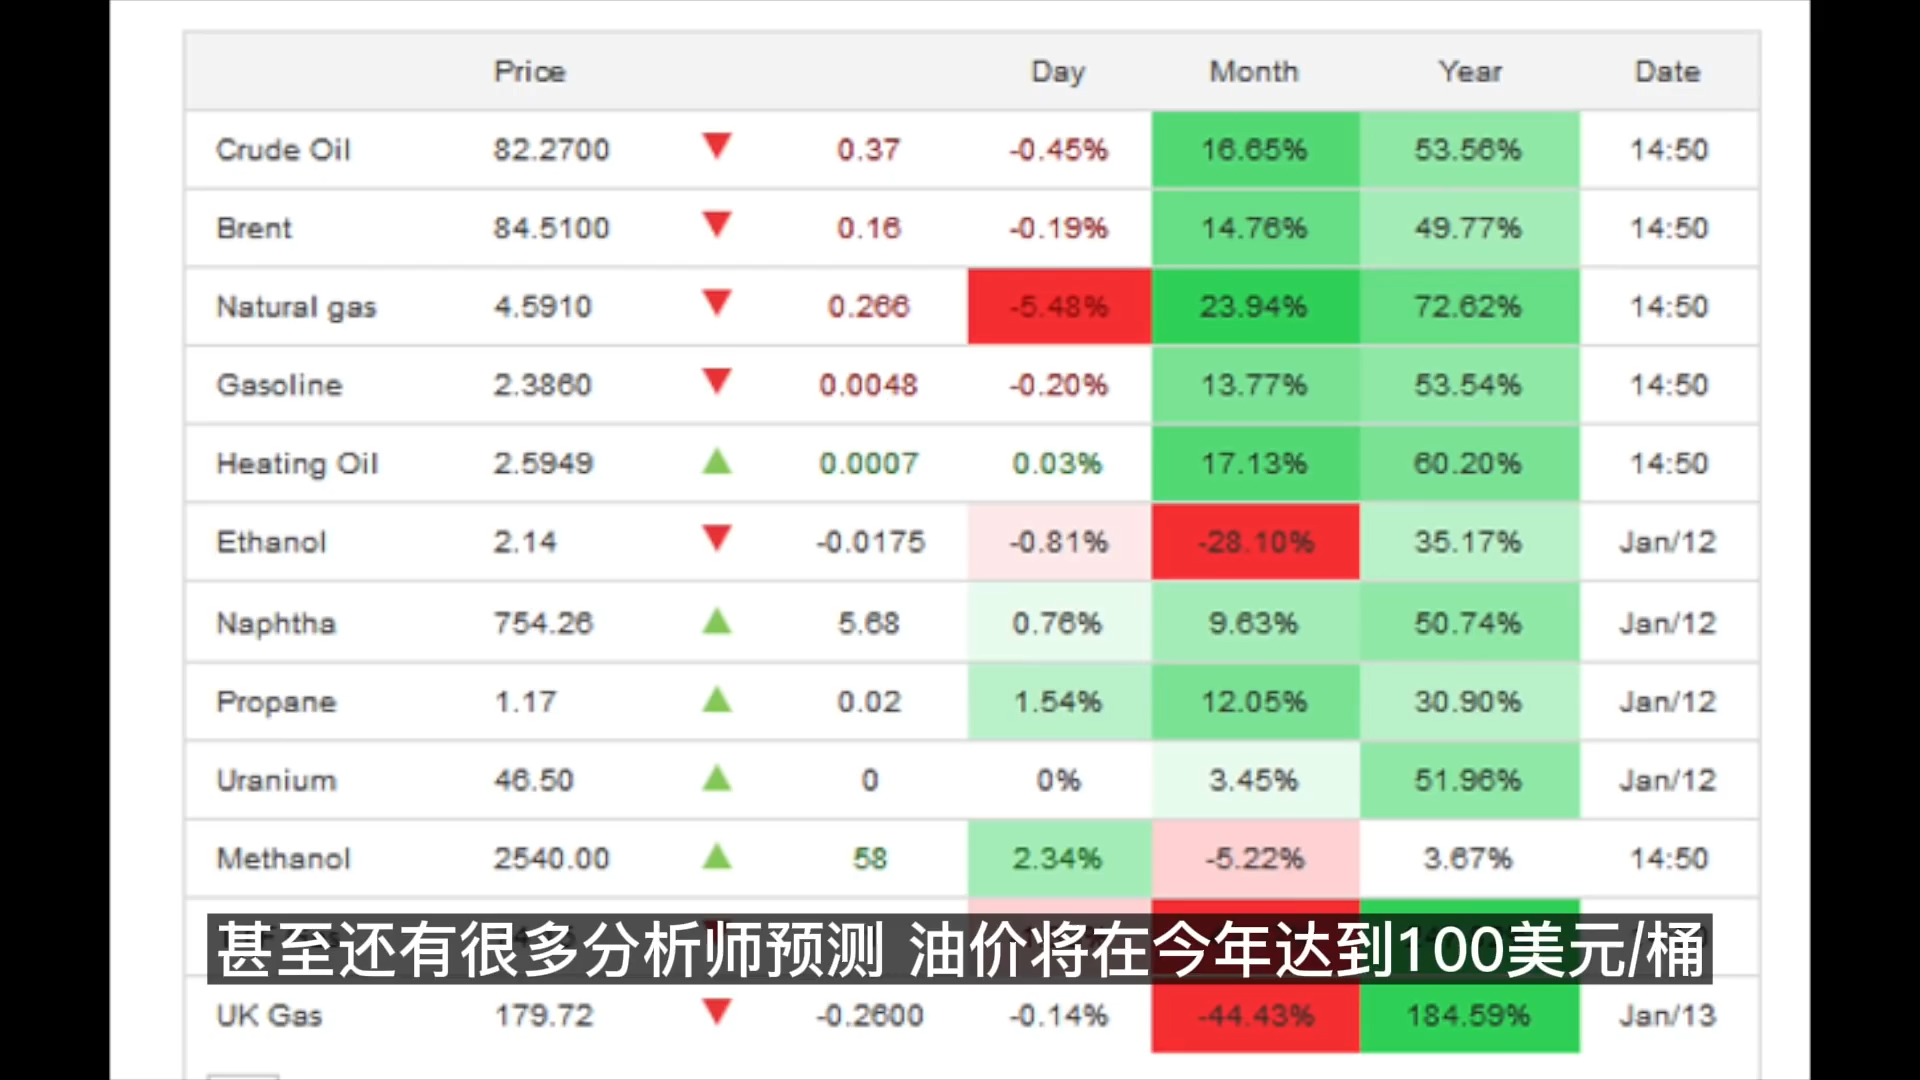 Price Day Month Year Date
Crude Oil 82.2700 ▼ 0.37 -0.45% 16.65% 53.56% 14:50
Brent 84.5100 ▼ 0.16 -0.19% 14.76% 49.77% 14:50
Natural gas 4.5910 ▼ 0.266 -5.48% 23.94% 72.62% 14:50
Gasoline 2.3860 ▼ 0.0048 -0.20% 13.77% 53.54% 14:50
Heating Oil 2.5949 ▲ 0.0007 0.03% 17.13% 60.20% 14:50
Ethanol 2.14 ▼ -0.0175 -0.81% -28.10% 35.17% Jan/12
Naphtha 754.26 ▲ 5.68 0.76% 9.63% 50.74% Jan/12
Propane 1.17 ▲ 0.02 1.54% 12.05% 30.90% Jan/12
Uranium 46.50 ▲ 0 0% 3.45% 51.96% Jan/12
Methanol 2540.00 ▲ 58 2.34% -5.22% 3.67% 14:50
甚至还有很多分析师预测 油价将在今年达到100美元/桶
UK Gas 179.72 ▼ -0.2600 -0.14% -44.43% 184.59% Jan/13